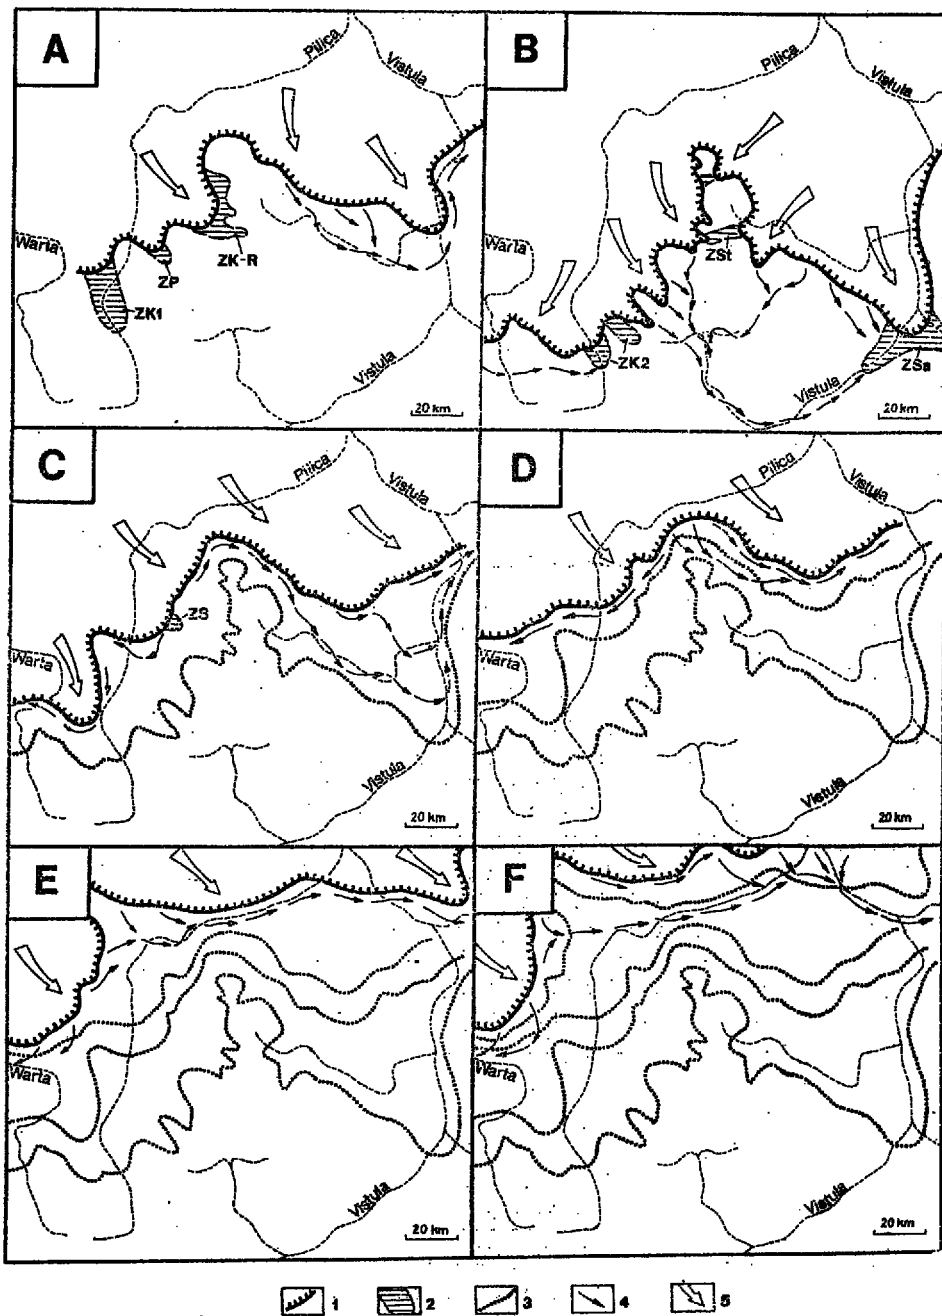 A
Pilica
Vistula
Warta
ZK-R
ZP
ZK1
Vistula
20 km
B
Pilica
Vistula
Warta
ZSt
ZK2
ZSa
Vistula
20 km
C
Pilica
Vistula
ZS
Warta
Vistula
20 km
D
Pilica
Vistula
Warta
Vistula
20 km
E
Warta
Vistula
20 km
F
Warta
Vistula
20 km
1 2 3 4 5